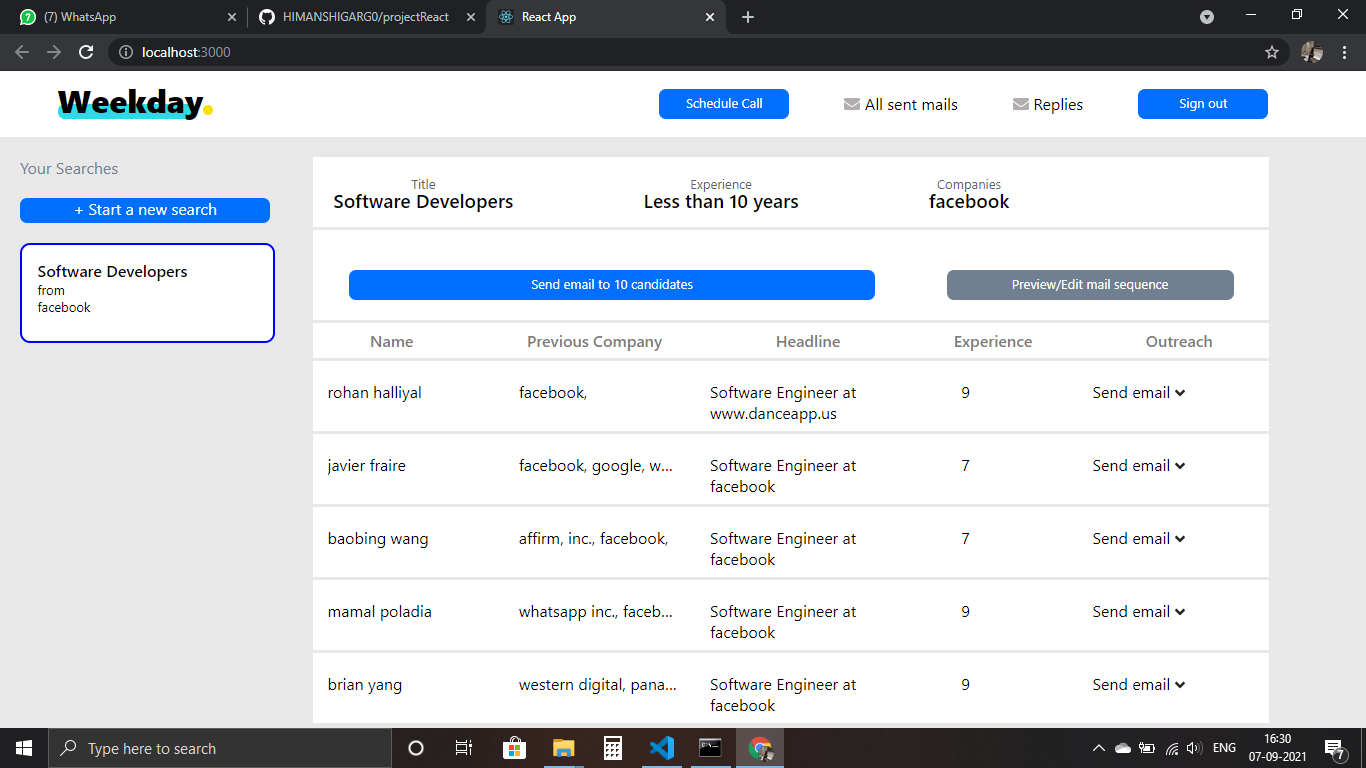 (7) WhatsApp
HIMANSHIGARG0/projectReact
React App
localhost:3000
Weekday.
Schedule Call
All sent mails
Replies
Sign out
Your Searches
+ Start a new search
Software Developers
from
facebook
Title
Software Developers
Experience
Less than 10 years
Companies
facebook
Send email to 10 candidates
Preview/Edit mail sequence
Name Previous Company Headline Experience Outreach
rohan halliyal facebook, Software Engineer at 9 Send email
www.danceapp.us
javier fraire facebook, google, w... Software Engineer at 7 Send email
facebook
baobing wang affirm, inc., facebook, Software Engineer at 7 Send email
facebook
mamal poladia whatsapp inc., faceb... Software Engineer at 9 Send email
facebook
brian yang western digital, pana... Software Engineer at 9 Send email
facebook
Type here to search
ENG
16:30
07-09-2021
7